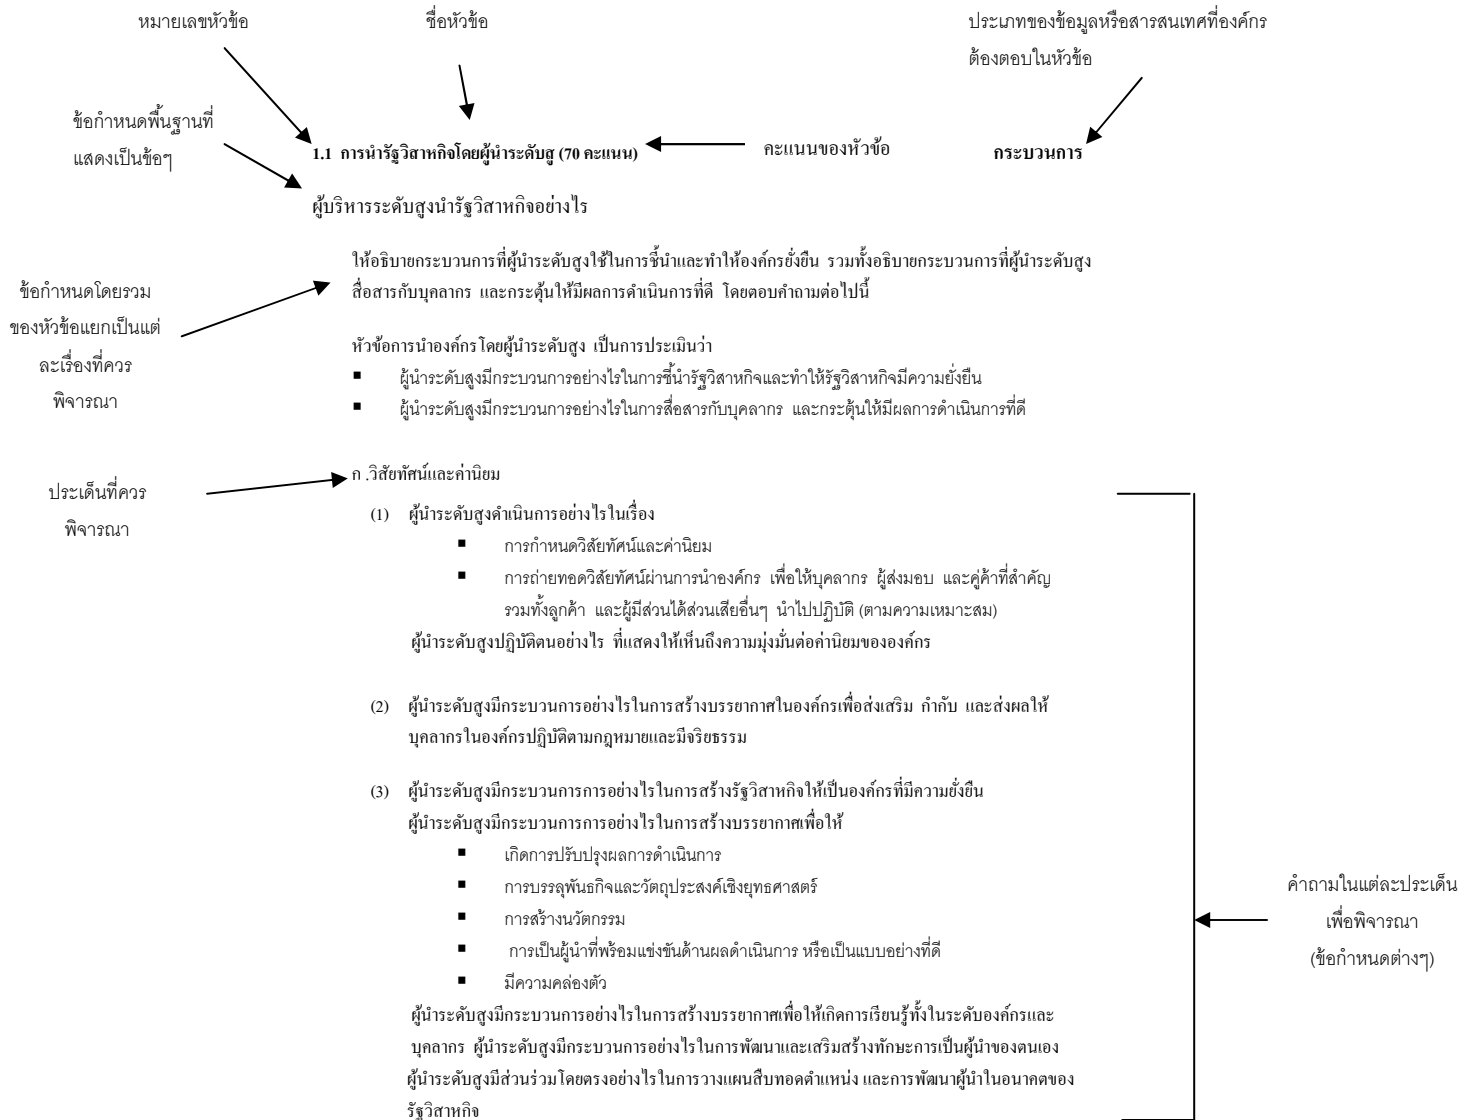 หมายเลขหัวข้อ
ชื่อหัวข้อ
ประเภทของข้อมูลหรือสารสนเทศที่องค์กร
ต้องตอบในหัวข้อ
ข้อกำหนดพื้นฐานที่
แสดงเป็นข้อๆ
1.1 การนำรัฐวิสาหกิจโดยผู้นำระดับสู (70 คะแนน)
คะแนนของหัวข้อ
กระบวนการ
ผู้บริหารระดับสูงนำรัฐวิสาหกิจอย่างไร
ให้อธิบายกระบวนการที่ผู้นำระดับสูงใช้ในการชี้นำและทำให้องค์กรยั่งยืน รวมทั้งอธิบายกระบวนการที่ผู้นำระดับสูง
สื่อสารกับบุคลากร และกระตุ้นให้มีผลการดำเนินการที่ดี โดยตอบคำถามต่อไปนี้
ข้อกำหนดโดยรวม
ของหัวข้อแยกเป็นแต่
ละเรื่องที่ควร
พิจารณา
หัวข้อการนำองค์กรโดยผู้นำระดับสูง เป็นการประเมินว่า
▪ ผู้นำระดับสูงมีกระบวนการอย่างไรในการชี้นำรัฐวิสาหกิจและทำให้รัฐวิสาหกิจมีความยั่งยืน
▪ ผู้นำระดับสูงมีกระบวนการอย่างไรในการสื่อสารกับบุคลากร และกระตุ้นให้มีผลการดำเนินการที่ดี
ประเด็นที่ควร
พิจารณา
ก .วิสัยทัศน์และค่านิยม
(1) ผู้นำระดับสูงดำเนินการอย่างไรในเรื่อง
▪ การกำหนดวิสัยทัศน์และค่านิยม
▪ การถ่ายทอดวิสัยทัศน์ผ่านการนำองค์กร เพื่อให้บุคลากร ผู้ส่งมอบ และคู่ค้าที่สำคัญ
รวมทั้งลูกค้า และผู้มีส่วนได้ส่วนเสียอื่นๆ นำไปปฏิบัติ (ตามความเหมาะสม)
ผู้นำระดับสูงปฏิบัติตนอย่างไร ที่แสดงให้เห็นถึงความมุ่งมั่นต่อค่านิยมขององค์กร
(2) ผู้นำระดับสูงมีกระบวนการอย่างไรในการสร้างบรรยากาศในองค์กรเพื่อส่งเสริม กำกับ และส่งผลให้
บุคลากรในองค์กรปฏิบัติตามกฎหมายและมีจริยธรรม
(3) ผู้นำระดับสูงมีกระบวนการการอย่างไรในการสร้างรัฐวิสาหกิจให้เป็นองค์กรที่มีความยั่งยืน
ผู้นำระดับสูงมีกระบวนการการอย่างไรในการสร้างบรรยากาศเพื่อให้
▪ เกิดการปรับปรุงผลการดำเนินการ
▪ การบรรลุพันธกิจและวัตถุประสงค์เชิงยุทธศาสตร์
▪ การสร้างนวัตกรรม
▪ การเป็นผู้นำที่พร้อมแข่งขันด้านผลดำเนินการ หรือเป็นแบบอย่างที่ดี
▪ มีความคล่องตัว
ผู้นำระดับสูงมีกระบวนการอย่างไรในการสร้างบรรยากาศเพื่อให้เกิดการเรียนรู้ทั้งในระดับองค์กรและ
บุคลากร ผู้นำระดับสูงมีกระบวนการอย่างไรในการพัฒนาและเสริมสร้างทักษะการเป็นผู้นำของตนเอง
ผู้นำระดับสูงมีส่วนร่วมโดยตรงอย่างไรในการวางแผนสืบทอดตำแหน่ง และการพัฒนาผู้นำในอนาคตของ
รัฐวิสาหกิจ
คำถามในแต่ละประเด็น
เพื่อพิจารณา
(ข้อกำหนดต่างๆ)